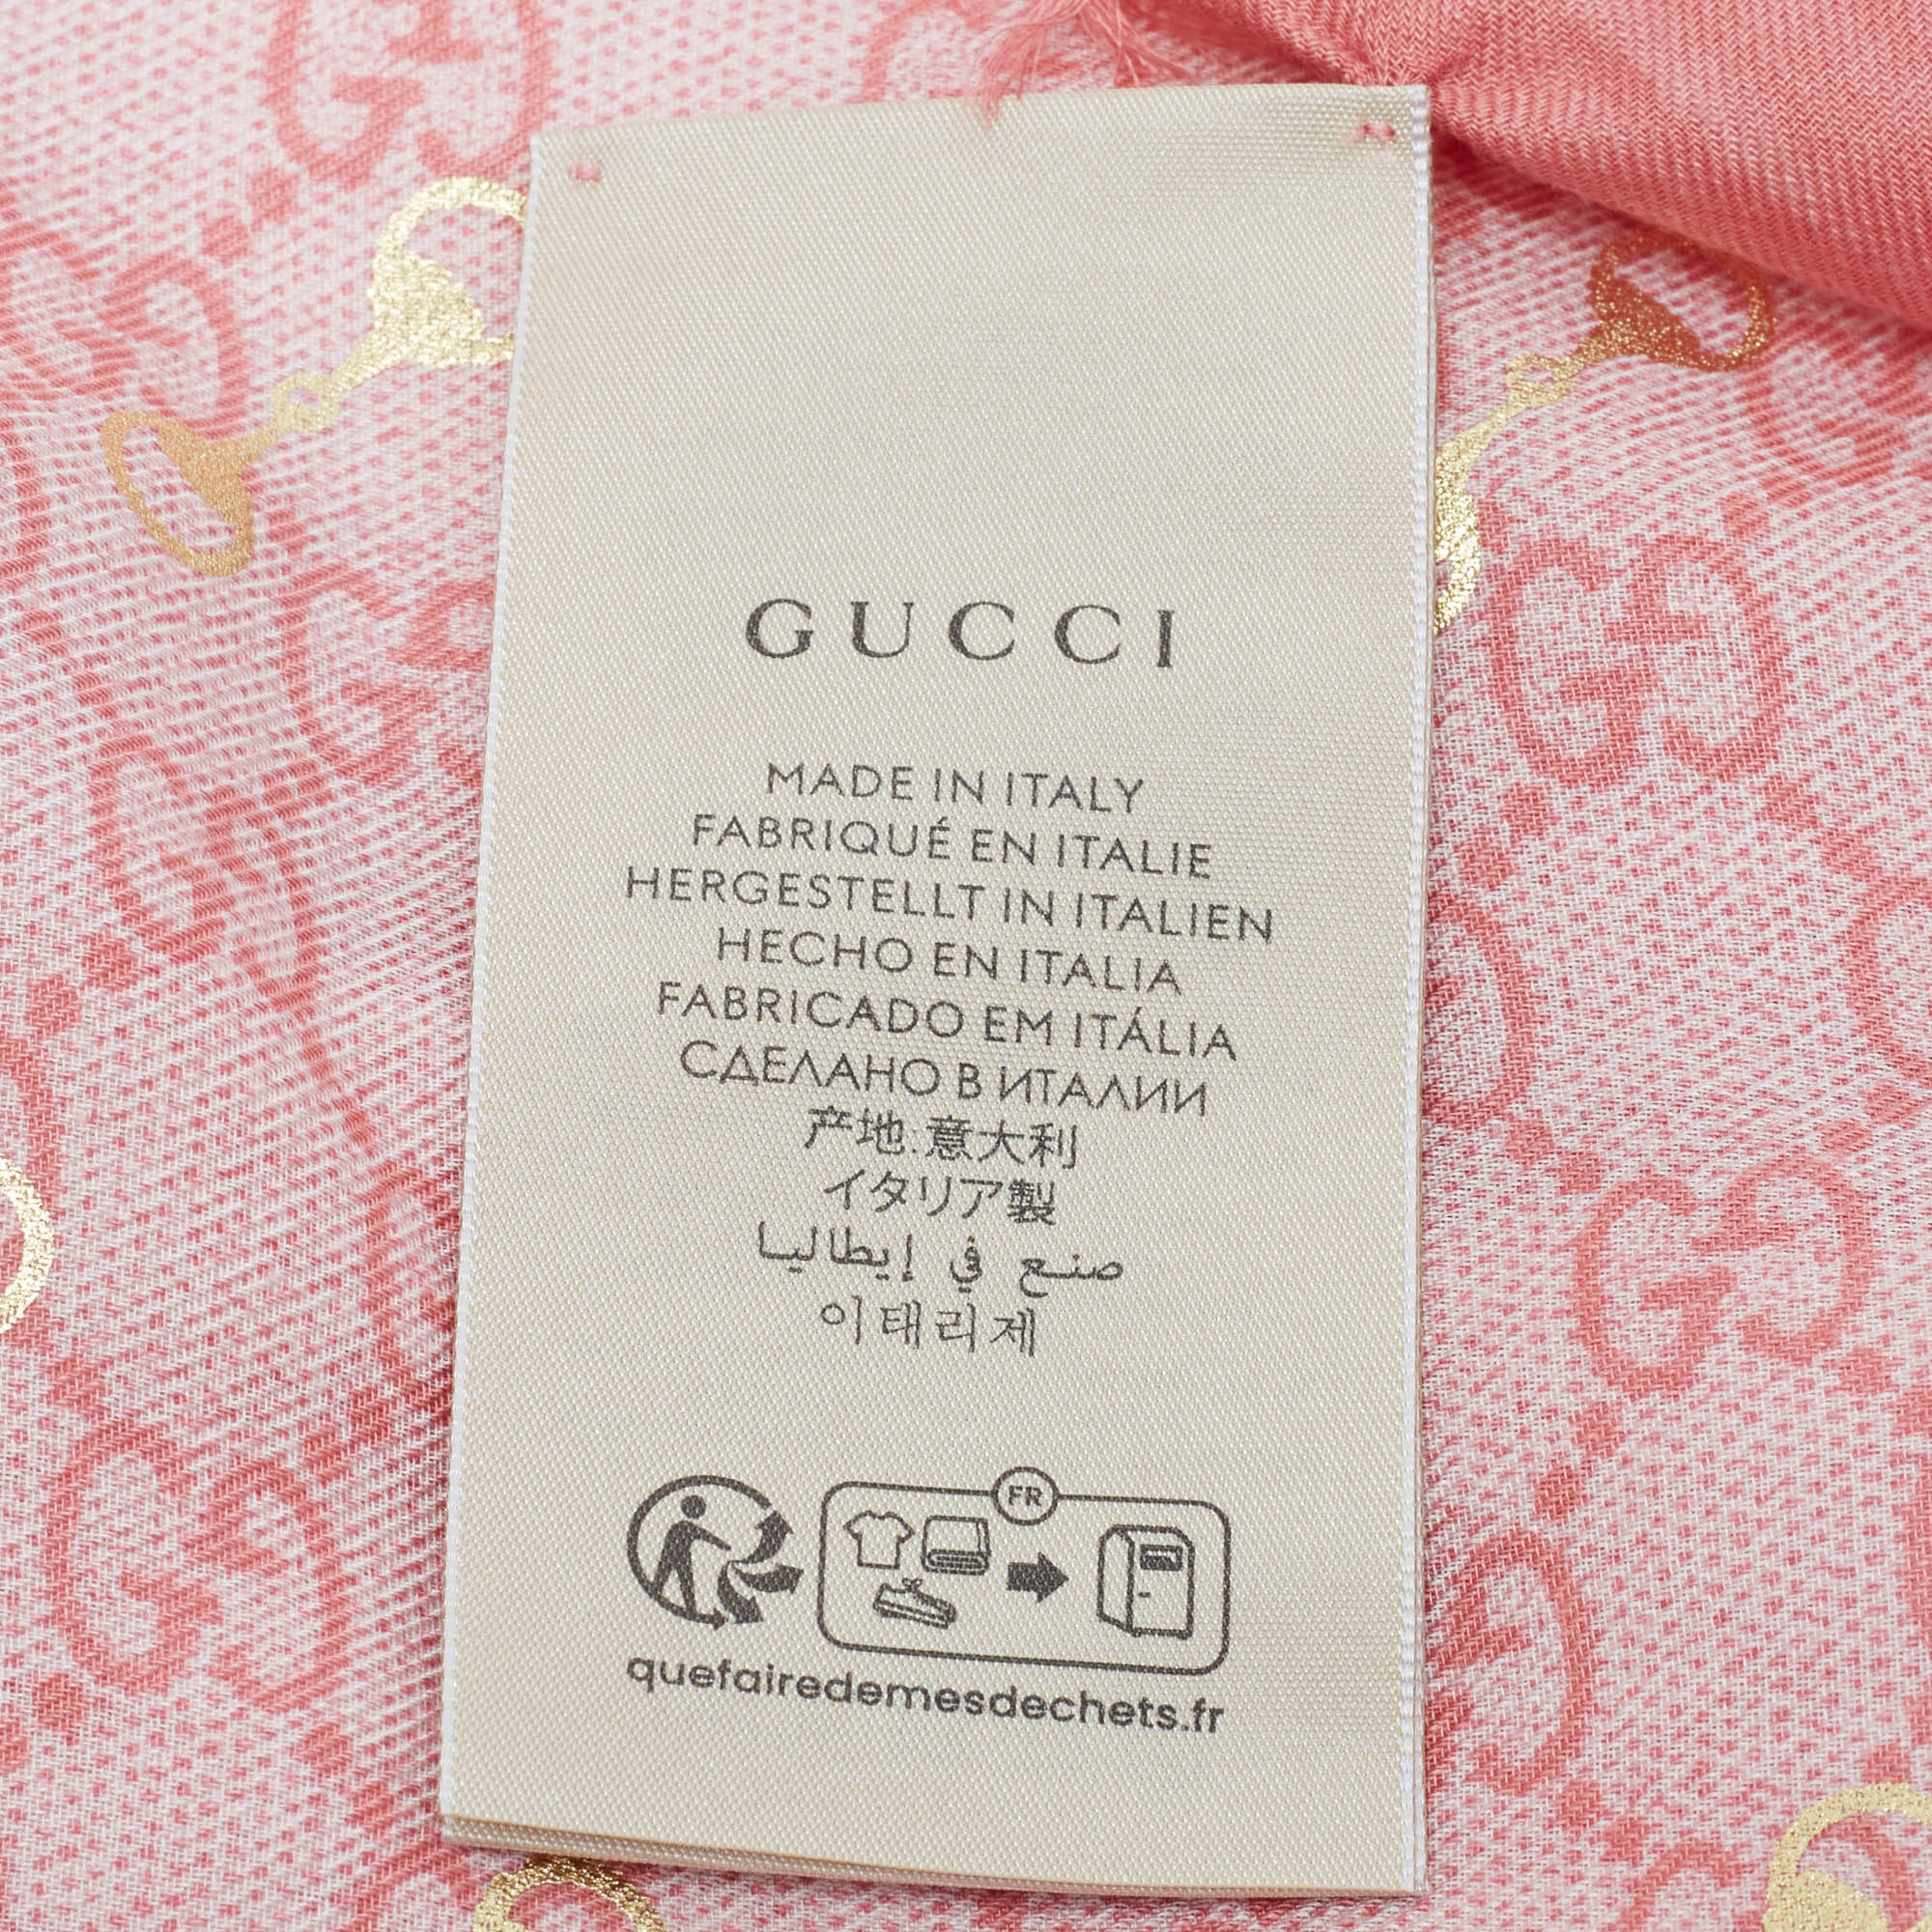 GUCCI
MADE IN ITALY
FABRIQUÉ EN ITALIE
HERGESTELLT IN ITALIEN
HECHO EN ITALIA
FABRICADO EM ITÁLIA
СДЕЛАНО В ИТАЛИИ
产地:意大利
イタリア製
صنع في إيطاليا
이태리제
FR
quefairedemesdechets.fr